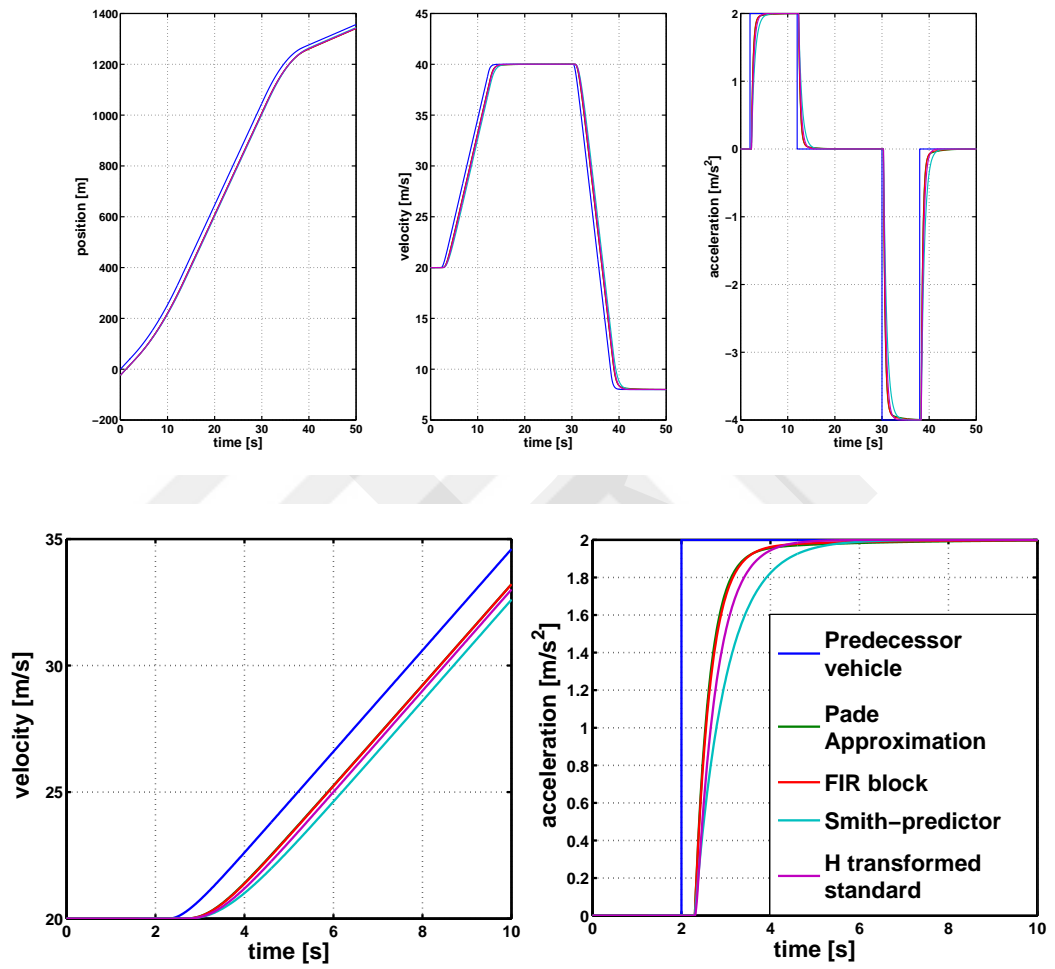 1400
1200
1000
800
600
400
200
0
−200
position [m]
0 10 20 30 40 50
time [s]
45
40
35
30
25
20
15
10
5
velocity [m/s]
0 10 20 30 40 50
time [s]
2
1
0
−1
−2
−3
−4
acceleration [m/s²]
0 10 20 30 40 50
time [s]
35
30
25
20
velocity [m/s]
0 2 4 6 8 10
time [s]
2
1.8
1.6
1.4
1.2
1
0.8
0.6
0.4
0.2
0
acceleration [m/s²]
0 2 4 6 8 10
time [s]
Predecessor
vehicle
Pade
Approximation
FIR block
Smith−predictor
H transformed
standard